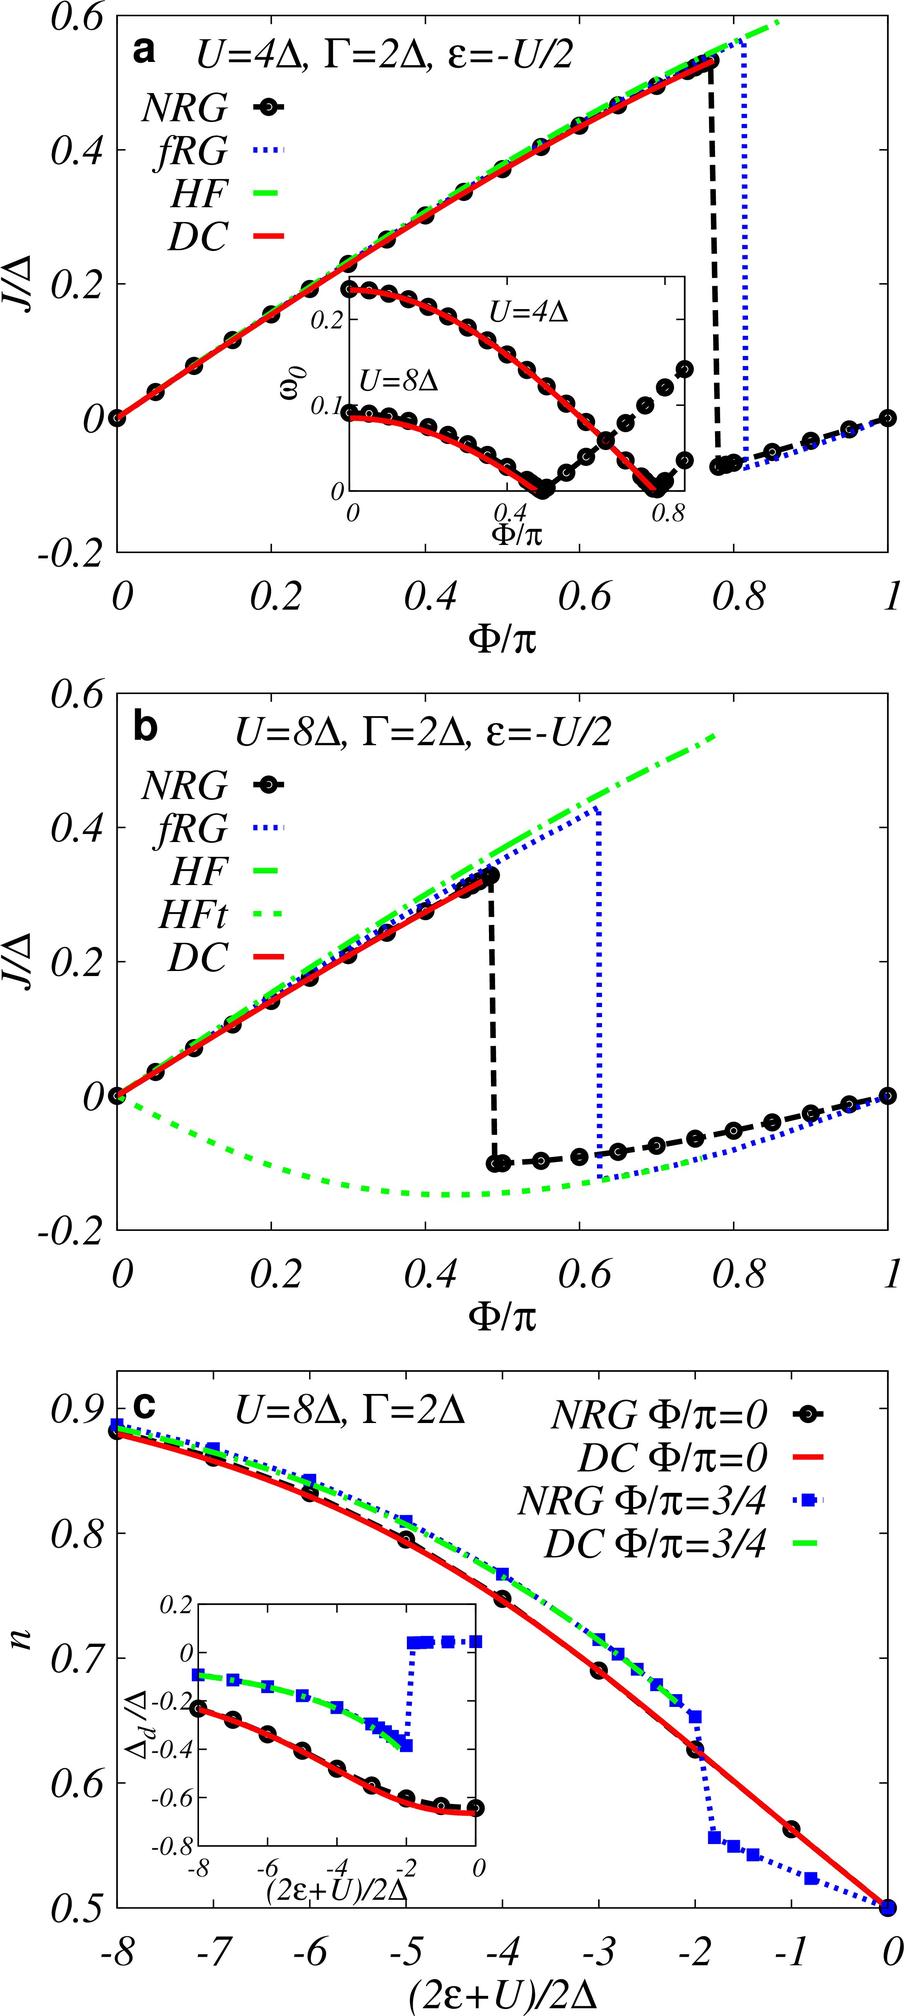 0.6
a U=4Δ, Γ=2Δ, ε=-U/2
NRG
fRG
HF
DC
0.4
0.2
0
-0.2
J/Δ
U=4Δ
U=8Δ
ω0
0.2
0.1
0
0 0.4 0.8
Φ/π
0 0.2 0.4 0.6 0.8 1
Φ/π
0.6
b U=8Δ, Γ=2Δ, ε=-U/2
NRG
fRG
HF
HFt
DC
0.4
0.2
0
-0.2
J/Δ
0 0.2 0.4 0.6 0.8 1
Φ/π
c U=8Δ, Γ=2Δ
NRG Φ/π=0
DC Φ/π=0
NRG Φ/π=3/4
DC Φ/π=3/4
0.9
0.8
0.7
0.6
0.5
n
0.2
0
-0.2
-0.4
-0.6
-0.8
Δd/Δ
-8 -6 -4 -2 0
(2ε+U)/2Δ
-8 -7 -6 -5 -4 -3 -2 -1 0
(2ε+U)/2Δ